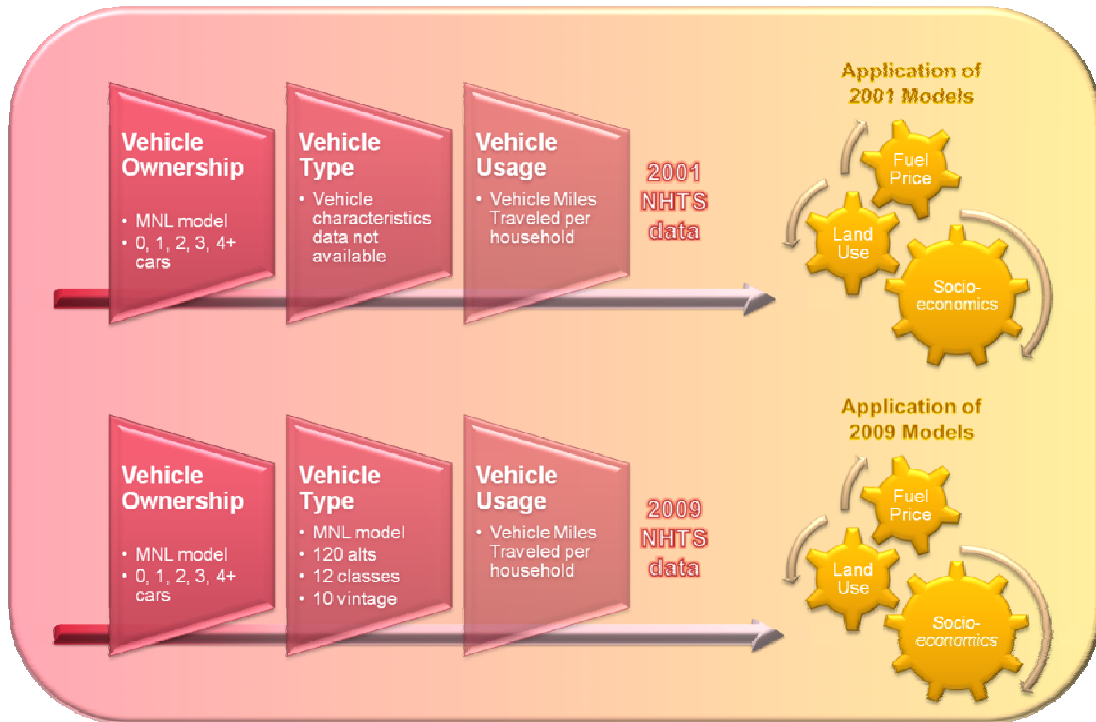 Vehicle
Ownership
• MNL model
• 0, 1, 2, 3, 4+
cars
Vehicle
Type
• Vehicle
characteristics
data not
available
Vehicle
Usage
• Vehicle Miles
Traveled per
household
2001
NHTS
data
Application of
2001 Models
Fuel
Price
Land
Use
Socio-
economics
Vehicle
Ownership
• MNL model
• 0, 1, 2, 3, 4+
cars
Vehicle
Type
• MNL model
• 120 alts
• 12 classes
• 10 vintage
Vehicle
Usage
• Vehicle Miles
Traveled per
household
2009
NHTS
data
Application of
2009 Models
Fuel
Price
Land
Use
Socio-
economics